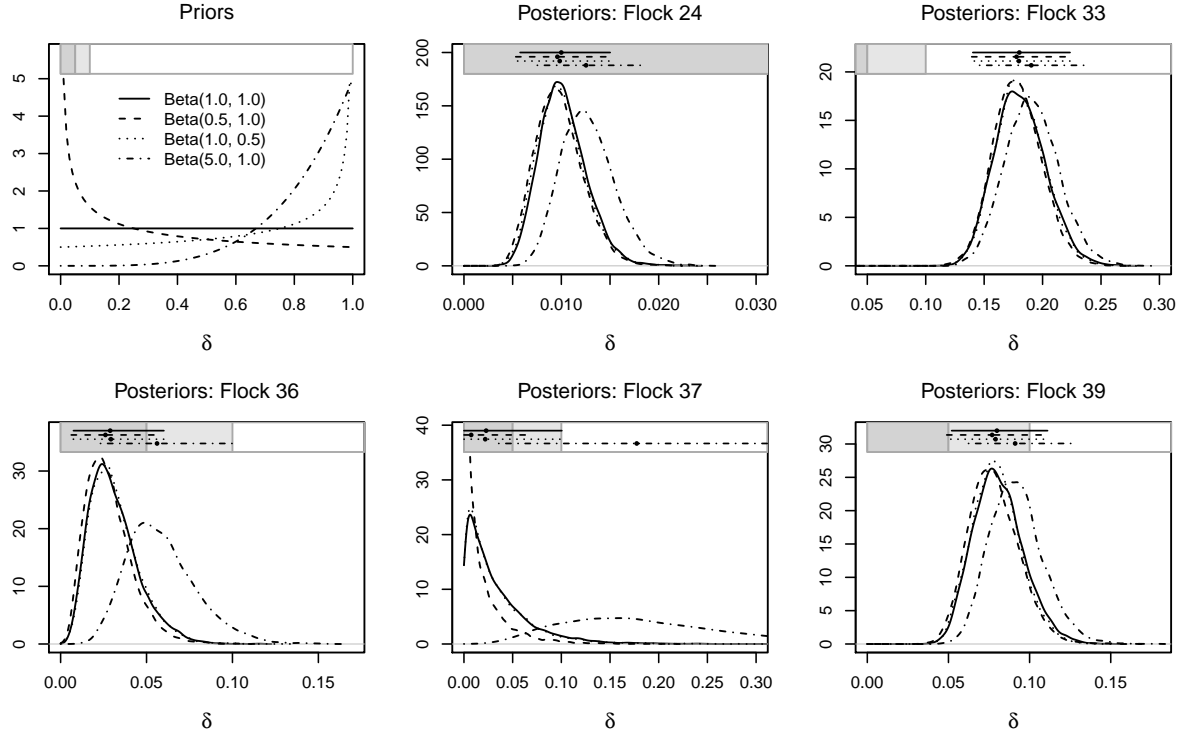 Priors
0 1 2 3 4 5
Beta(1.0, 1.0)
Beta(0.5, 1.0)
Beta(1.0, 0.5)
Beta(5.0, 1.0)
0.0 0.2 0.4 0.6 0.8 1.0
δ
Posteriors: Flock 24
0 50 100 150 200
0.000 0.010 0.020 0.030
δ
Posteriors: Flock 33
0 5 10 15 20
0.05 0.10 0.15 0.20 0.25 0.30
δ
Posteriors: Flock 36
0 10 20 30
0.00 0.05 0.10 0.15
δ
Posteriors: Flock 37
0 10 20 30 40
0.00 0.05 0.10 0.15 0.20 0.25 0.30
δ
Posteriors: Flock 39
0 5 10 15 20 25 30
0.00 0.05 0.10 0.15
δ